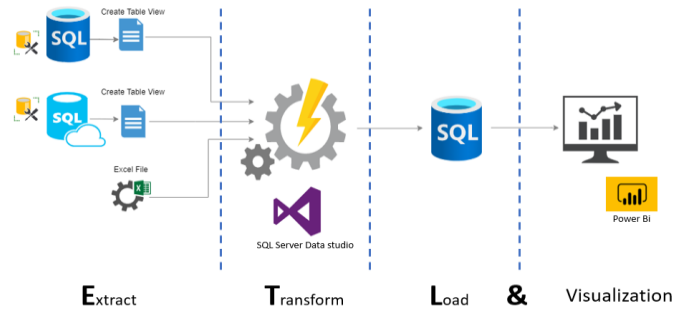 Create Table View
SQL
Create Table View
SQL
Excel File
X
SQL
SQL Server Data studio
Power Bi
Extract
Transform
Load
&
Visualization